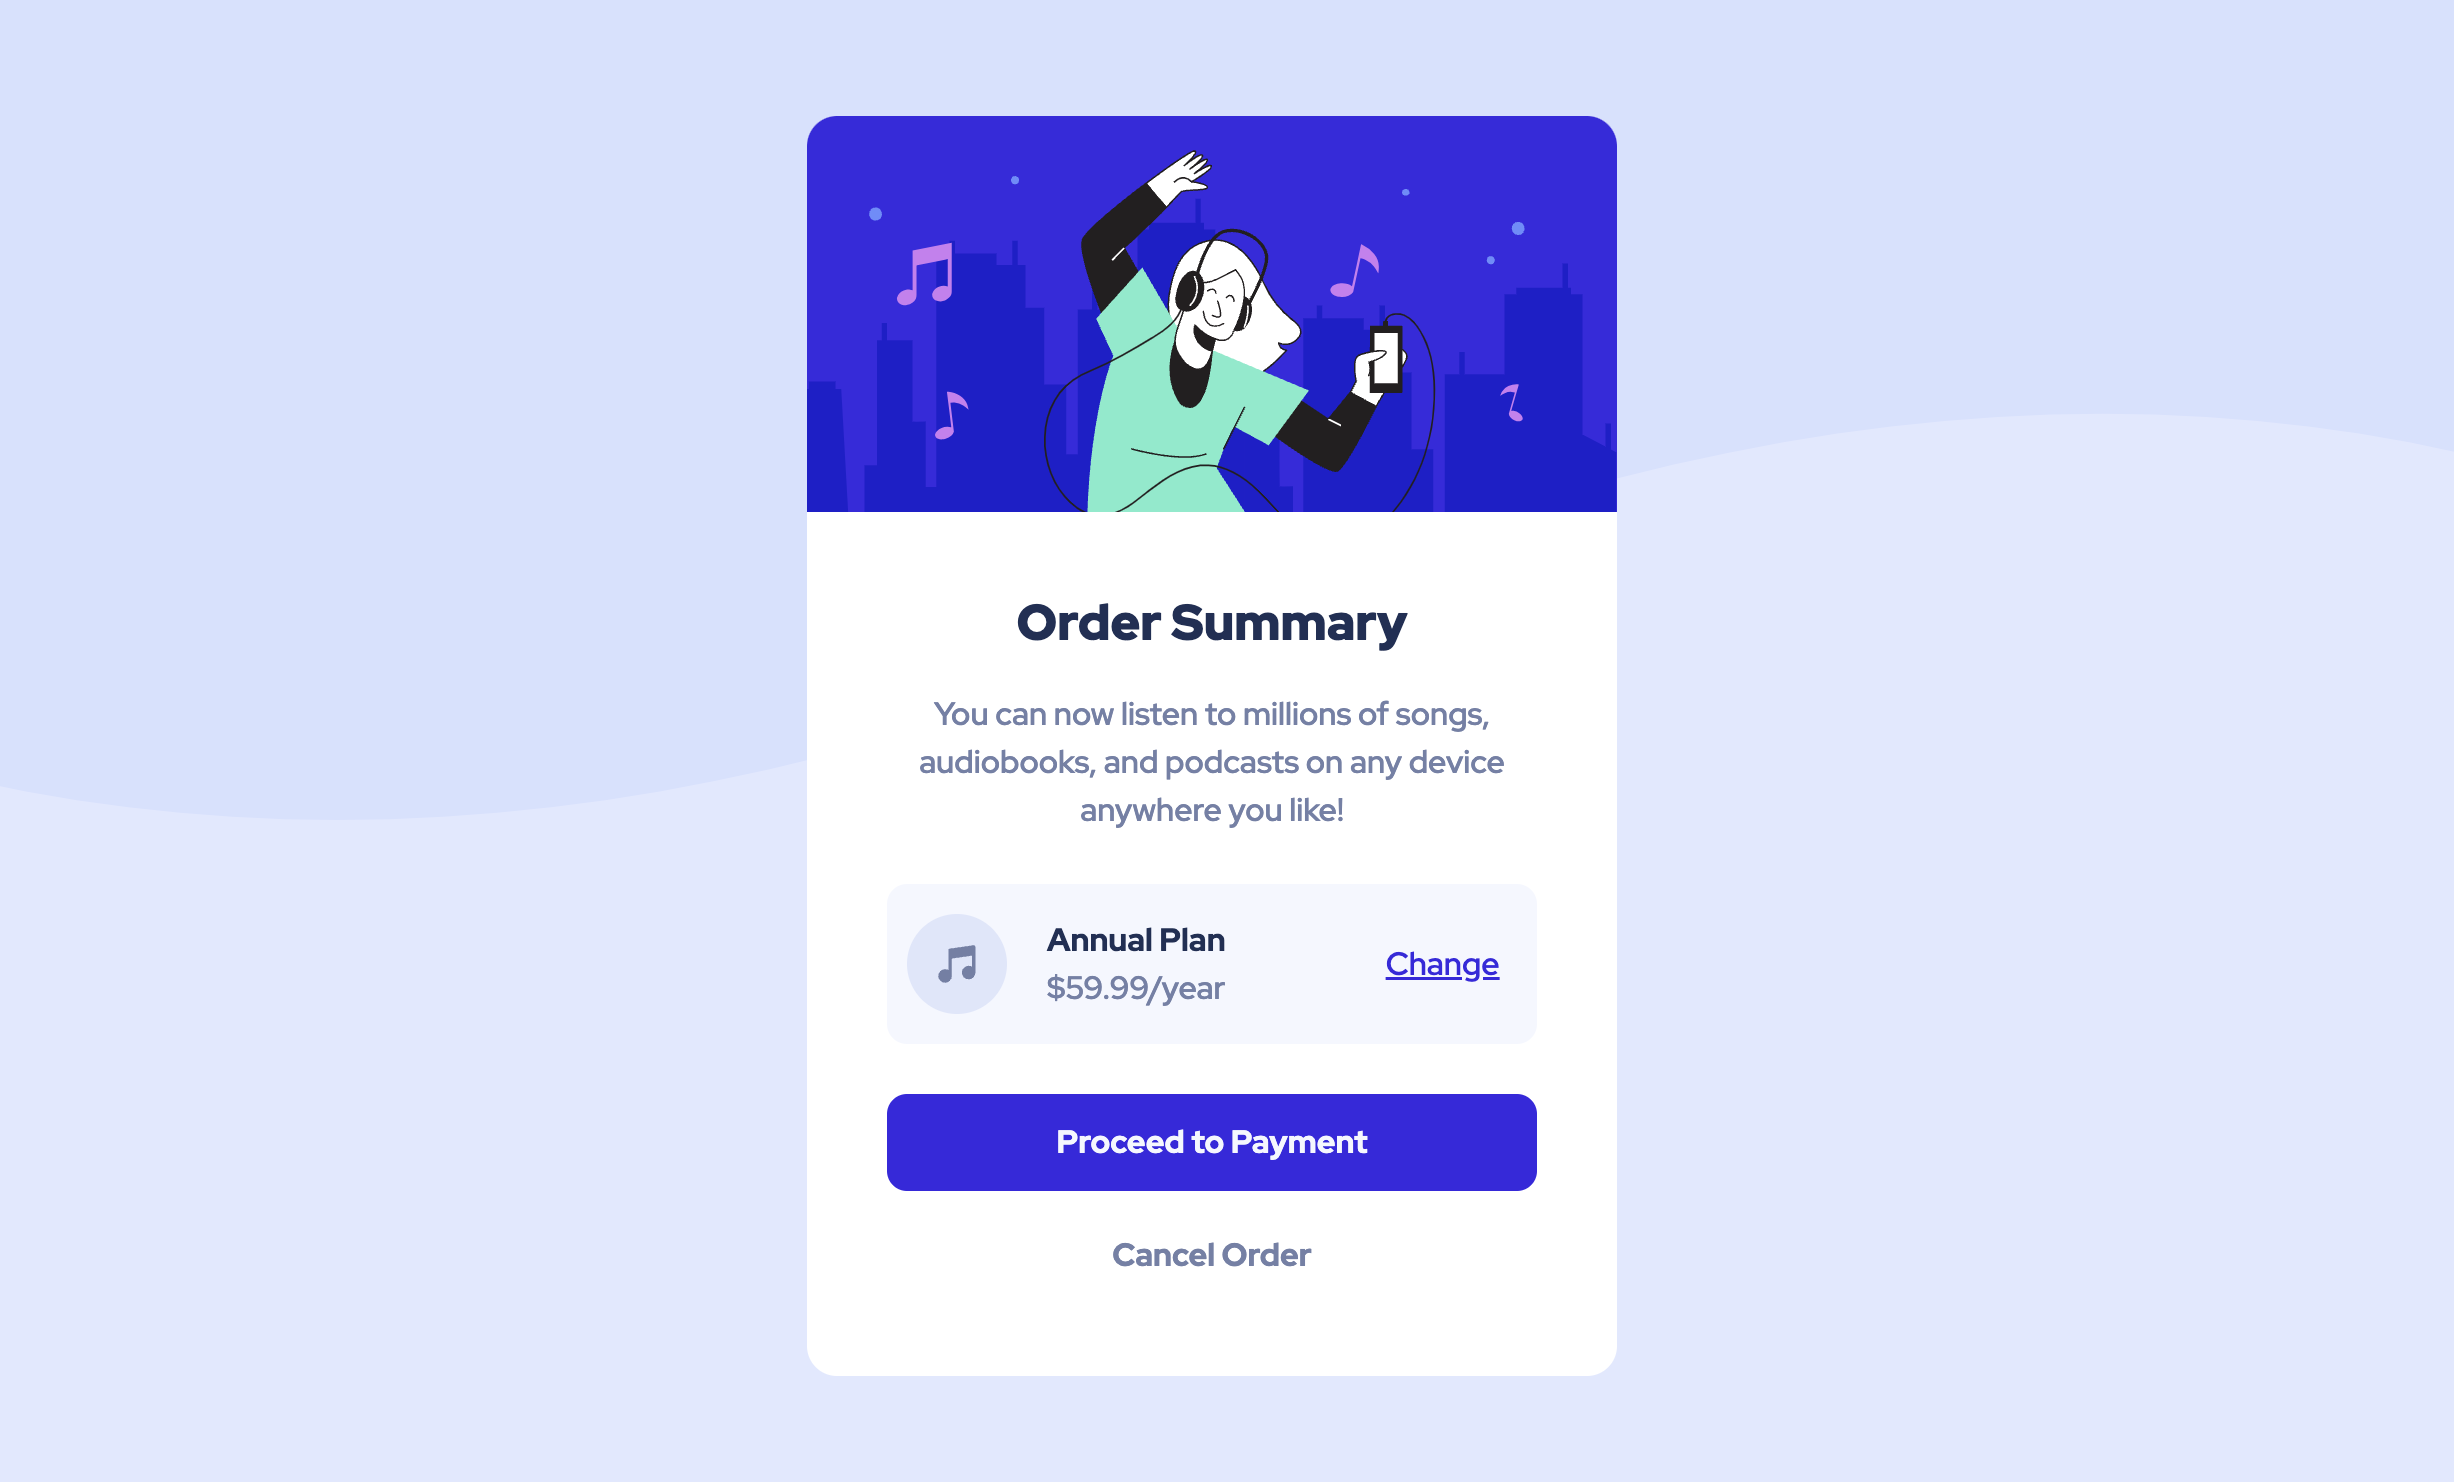 Order Summary
You can now listen to millions of songs,
audiobooks, and podcasts on any device
anywhere you like!
Annual Plan
$59.99/year
Change
Proceed to Payment
Cancel Order